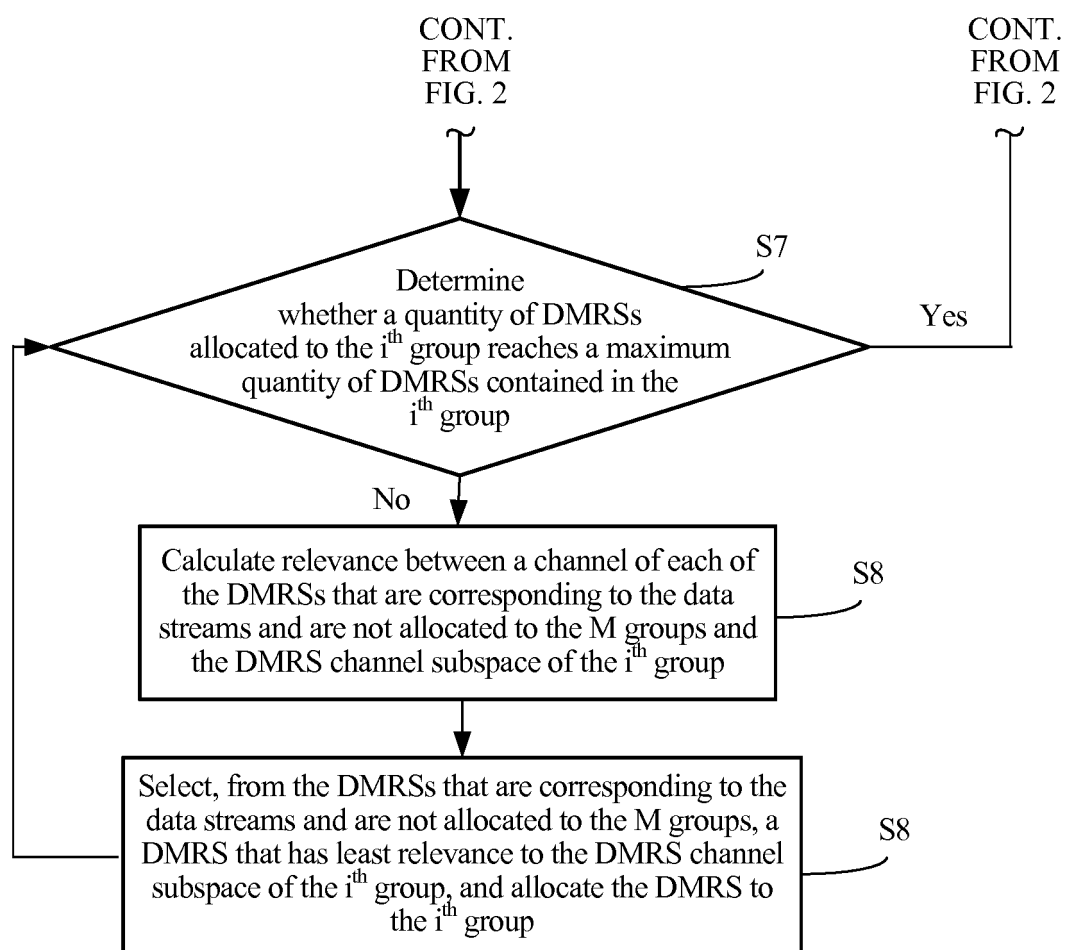 CONT.
FROM
FIG. 2
CONT.
FROM
FIG. 2
S7
Determine
whether a quantity of DMRSs
allocated to the i^th group reaches a maximum
quantity of DMRSs contained in the
i^th group
Yes
No
Calculate relevance between a channel of each of
the DMRSs that are corresponding to the data
streams and are not allocated to the M groups and
the DMRS channel subspace of the i^th group
S8
Select, from the DMRSs that are corresponding to the
data streams and are not allocated to the M groups, a
DMRS that has least relevance to the DMRS channel
subspace of the i^th group, and allocate the DMRS to
the i^th group
S8